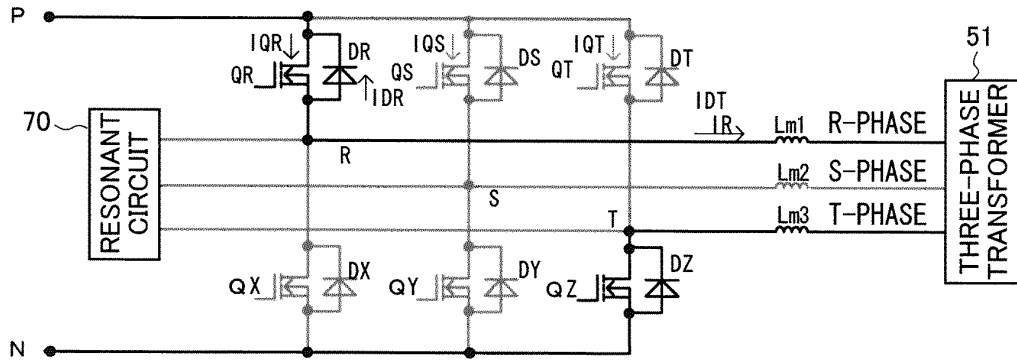 P
IQR
DR
QR
IDR
IQS
DS
QS
IQT
DT
QT
51
70
RESONANT
CIRCUIT
IDT
IR
Lm1
R-PHASE
R
Lm2
S-PHASE
S
T
Lm3
T-PHASE
THREE-PHASE
TRANSFORMER
QX
DX
QY
DY
QZ
DZ
N